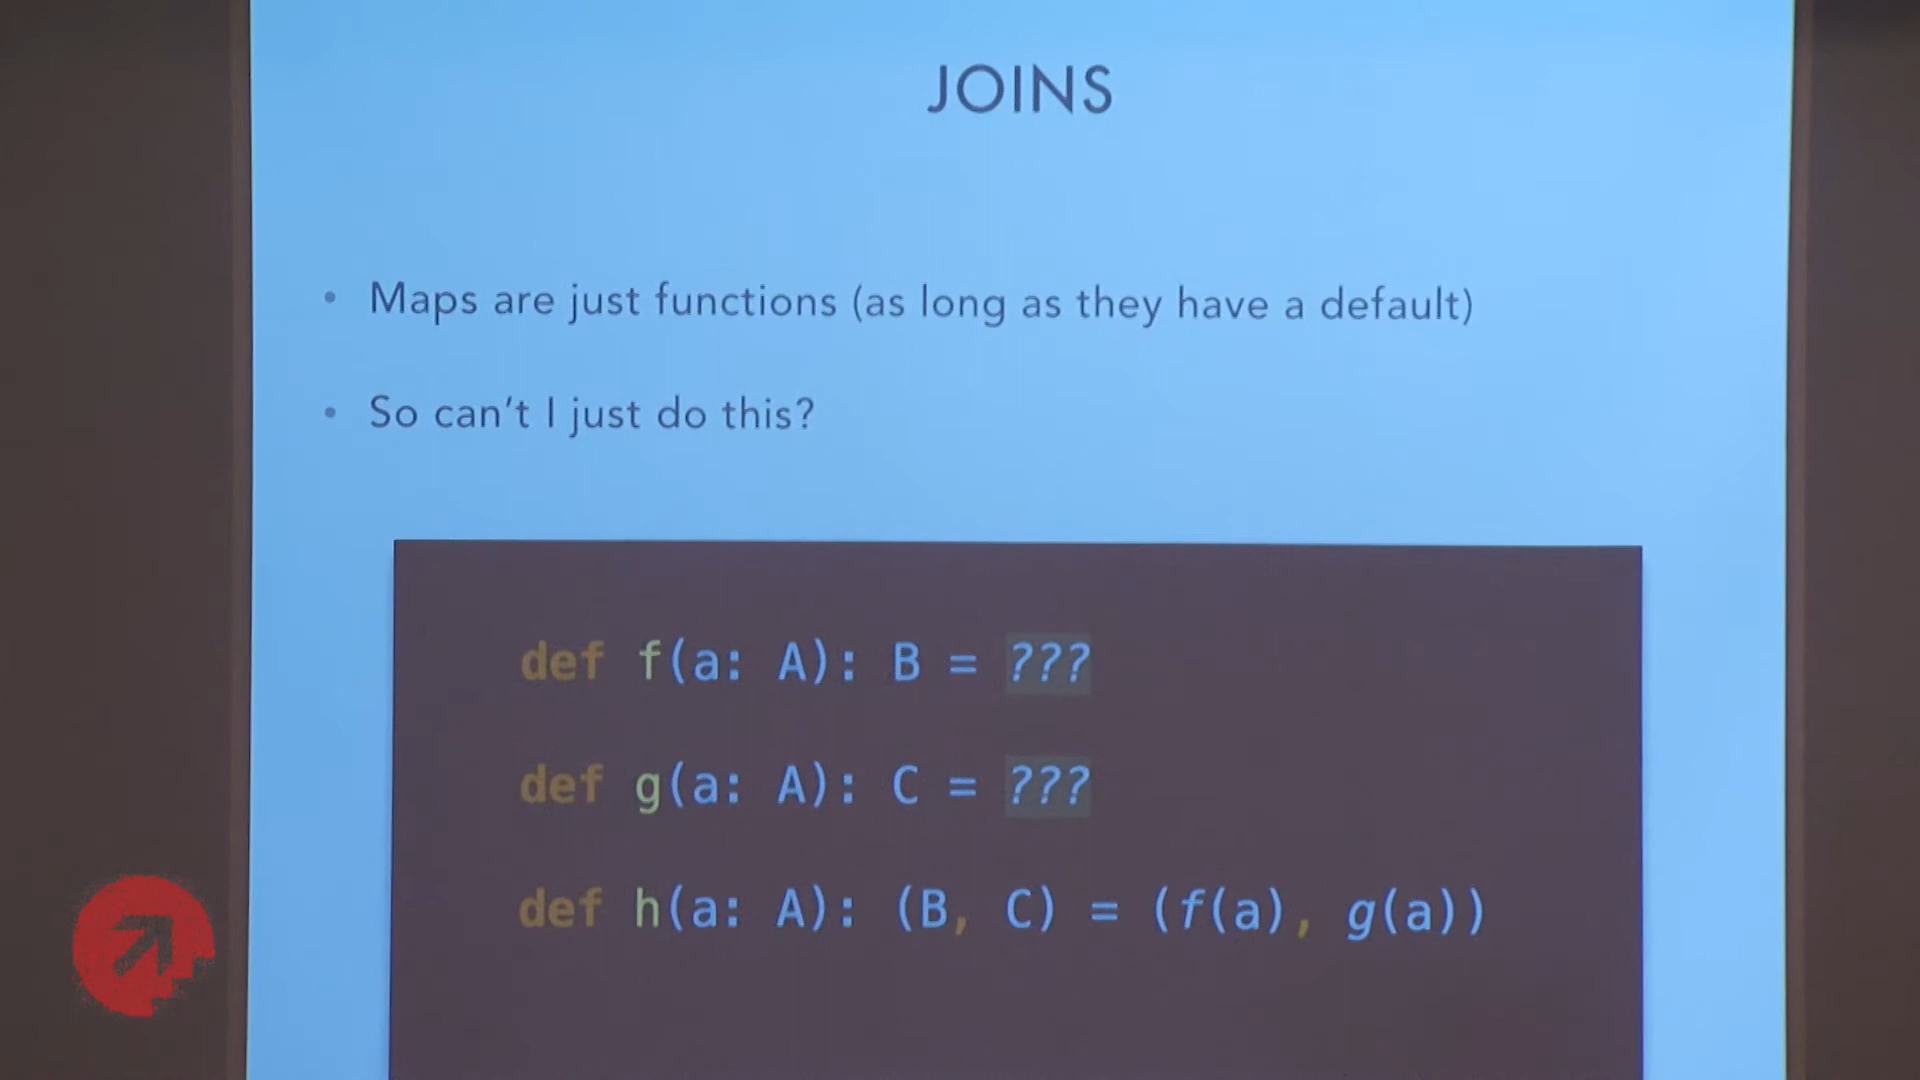 JOINS
• Maps are just functions (as long as they have a default)
• So can't I just do this?
def f(a: A): B = ???
def g(a: A): C = ???
def h(a: A): (B, C) = (f(a), g(a))